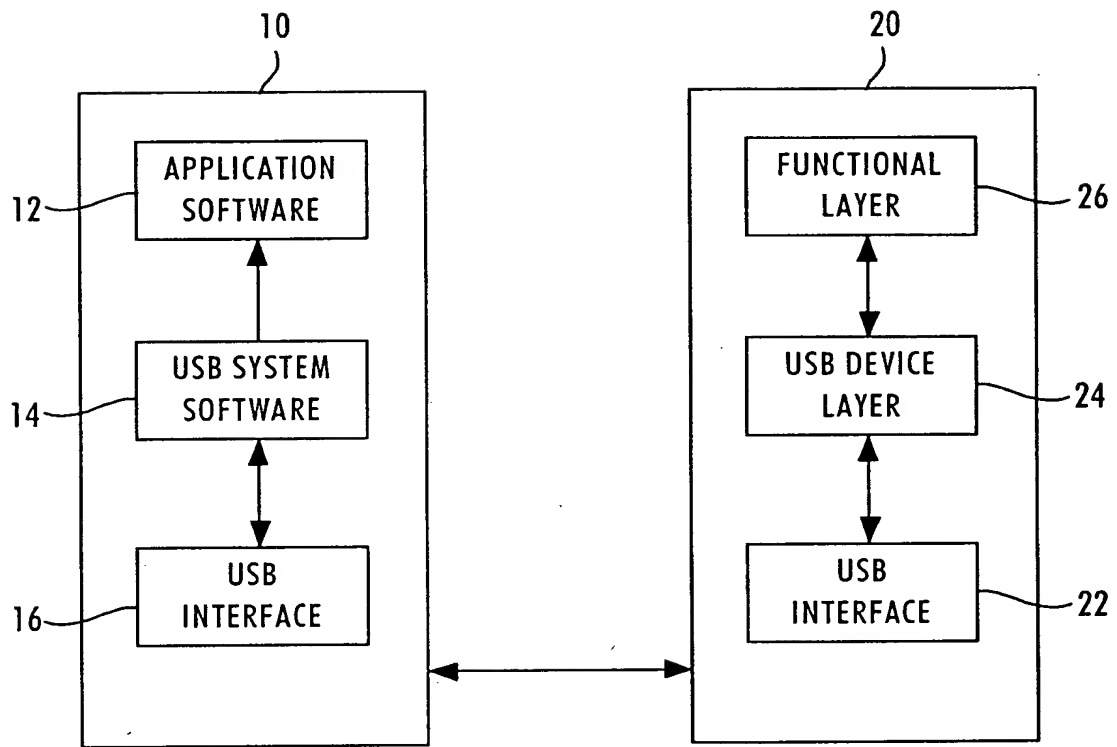 10
20
APPLICATION
SOFTWARE
12
USB SYSTEM
SOFTWARE
14
USB
INTERFACE
16
FUNCTIONAL
LAYER
26
USB DEVICE
LAYER
24
USB
INTERFACE
22